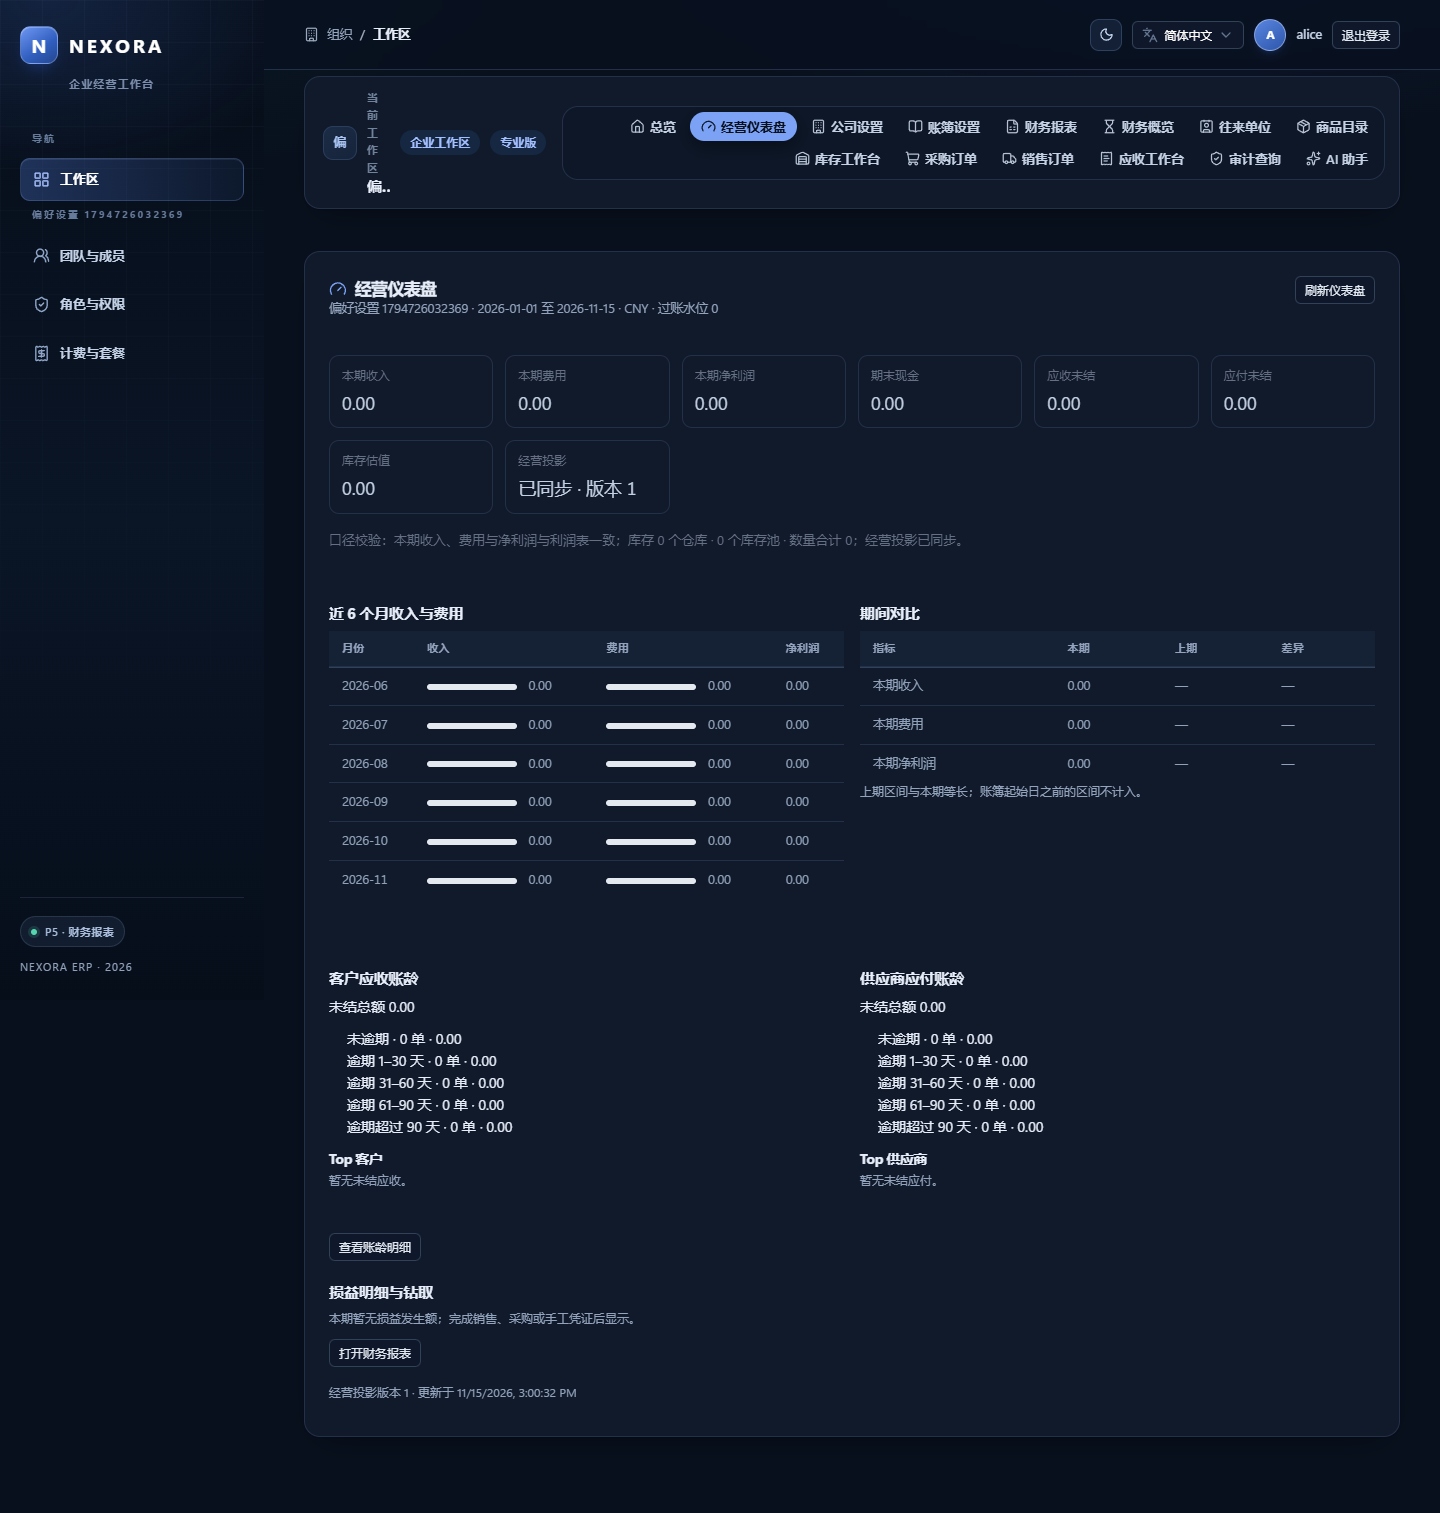 N NEXORA
企业经营工作台
导航
工作区
偏好设置 1794726032369
团队与成员
角色与权限
计费与套餐
P5 · 财务报表
NEXORA ERP · 2026
组织 / 工作区
简体中文
A alice
退出登录
偏
当前工作区
偏..
企业工作区
专业版
总览 经营仪表盘 公司设置 账簿设置 财务报表 财务概览 往来单位 商品目录
库存工作台 采购订单 销售订单 应收工作台 审计查询 AI 助手
经营仪表盘
偏好设置 1794726032369 · 2026-01-01 至 2026-11-15 · CNY · 过账水位 0
刷新仪表盘
本期收入 本期费用 本期净利润 期末现金 应收未结 应付未结
0.00 0.00 0.00 0.00 0.00 0.00
库存估值 经营投影
0.00 已同步 · 版本 1
口径校验：本期收入、费用与净利润与利润表一致；库存 0 个仓库 · 0 个库存池 · 数量合计 0；经营投影已同步。
近 6 个月收入与费用
月份 收入 费用 净利润
2026-06 0.00 0.00 0.00
2026-07 0.00 0.00 0.00
2026-08 0.00 0.00 0.00
2026-09 0.00 0.00 0.00
2026-10 0.00 0.00 0.00
2026-11 0.00 0.00 0.00
期间对比
指标 本期 上期 差异
本期收入 0.00 — —
本期费用 0.00 — —
本期净利润 0.00 — —
上期区间与本期等长；账簿起始日之前的区间不计入。
客户应收账龄
未结总额 0.00
未逾期 · 0 单 · 0.00
逾期 1–30 天 · 0 单 · 0.00
逾期 31–60 天 · 0 单 · 0.00
逾期 61–90 天 · 0 单 · 0.00
逾期超过 90 天 · 0 单 · 0.00
Top 客户
暂无未结应收。
供应商应付账龄
未结总额 0.00
未逾期 · 0 单 · 0.00
逾期 1–30 天 · 0 单 · 0.00
逾期 31–60 天 · 0 单 · 0.00
逾期 61–90 天 · 0 单 · 0.00
逾期超过 90 天 · 0 单 · 0.00
Top 供应商
暂无未结应付。
查看账龄明细
损益明细与钻取
本期暂无损益发生额；完成销售、采购或手工凭证后显示。
打开财务报表
经营投影版本 1 · 更新于 11/15/2026, 3:00:32 PM